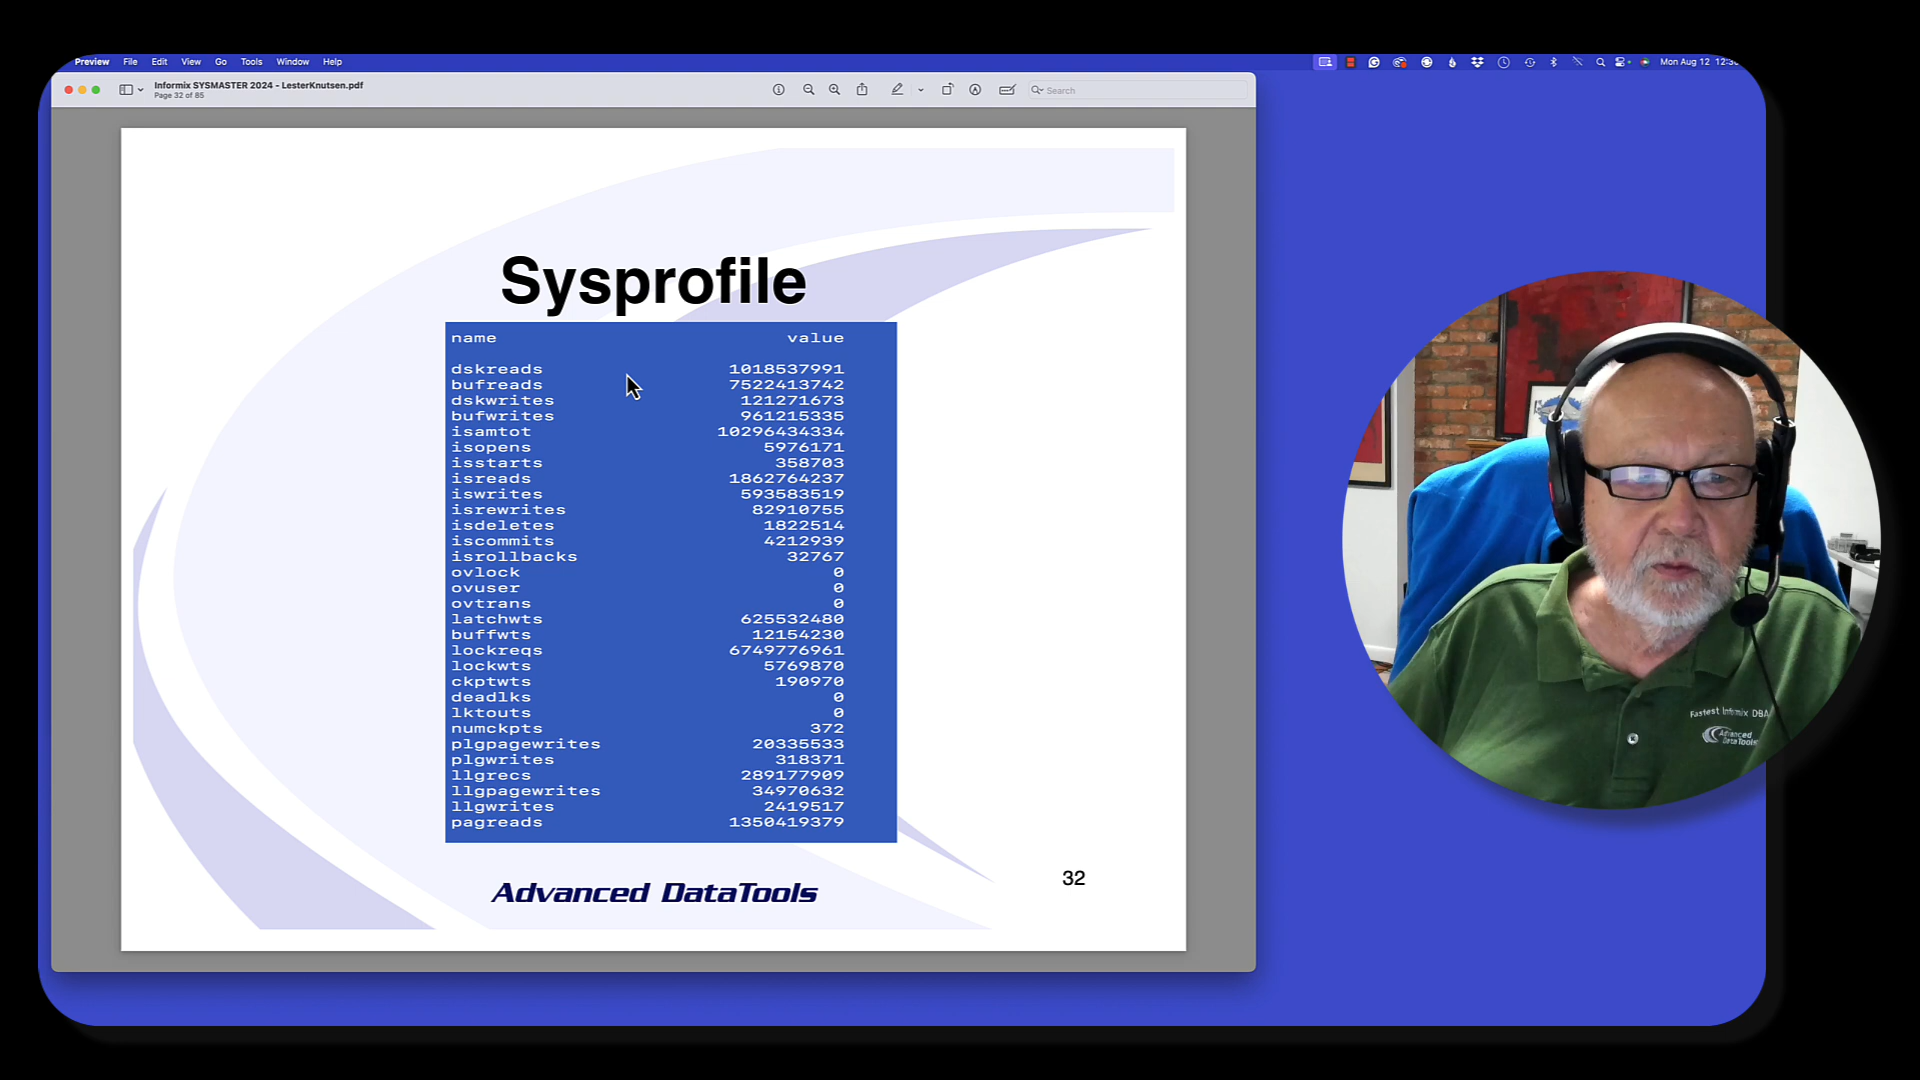 Preview File Edit View Go Tools Window Help
Mon Aug 12 12:3
Informix SYSMASTER 2024 - LesterKnutsen.pdf
Page 32 of 85
Search
Sysprofile
name value
dskreads 1018537991
bufreads 7522413742
dskwrites 121271673
bufwrites 961215335
isamtot 10296434334
isopens 5976171
isstarts 358703
isreads 1862764237
iswrites 593583519
isrewrites 82910755
isdeletes 1822514
iscommits 4212939
isrollbacks 32767
ovlock 0
ovuser 0
ovtrans 0
latchwts 625532480
buffwts 12154230
lockreqs 6749776961
lockwts 5769870
ckptwts 190970
deadlks 0
lktouts 0
numckpts 372
plgpagewrites 20335533
plgwrites 318371
llgrecs 289177909
llgpagewrites 34970632
llgwrites 2419517
pagreads 1350419379
Advanced DataTools
32
Fastest Informix DBA
Advanced
DataTools